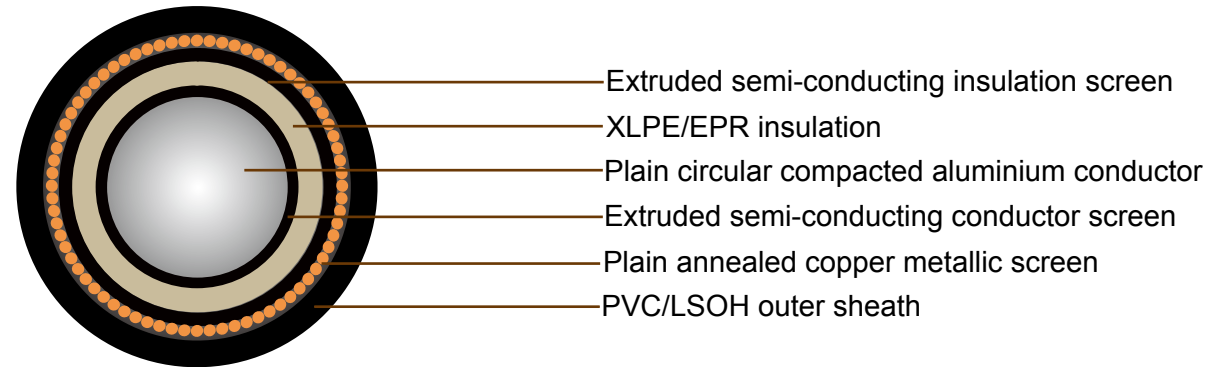 Extruded semi-conducting insulation screen
XLPE/EPR insulation
Plain circular compacted aluminium conductor
Extruded semi-conducting conductor screen
Plain annealed copper metallic screen
PVC/LSOH outer sheath